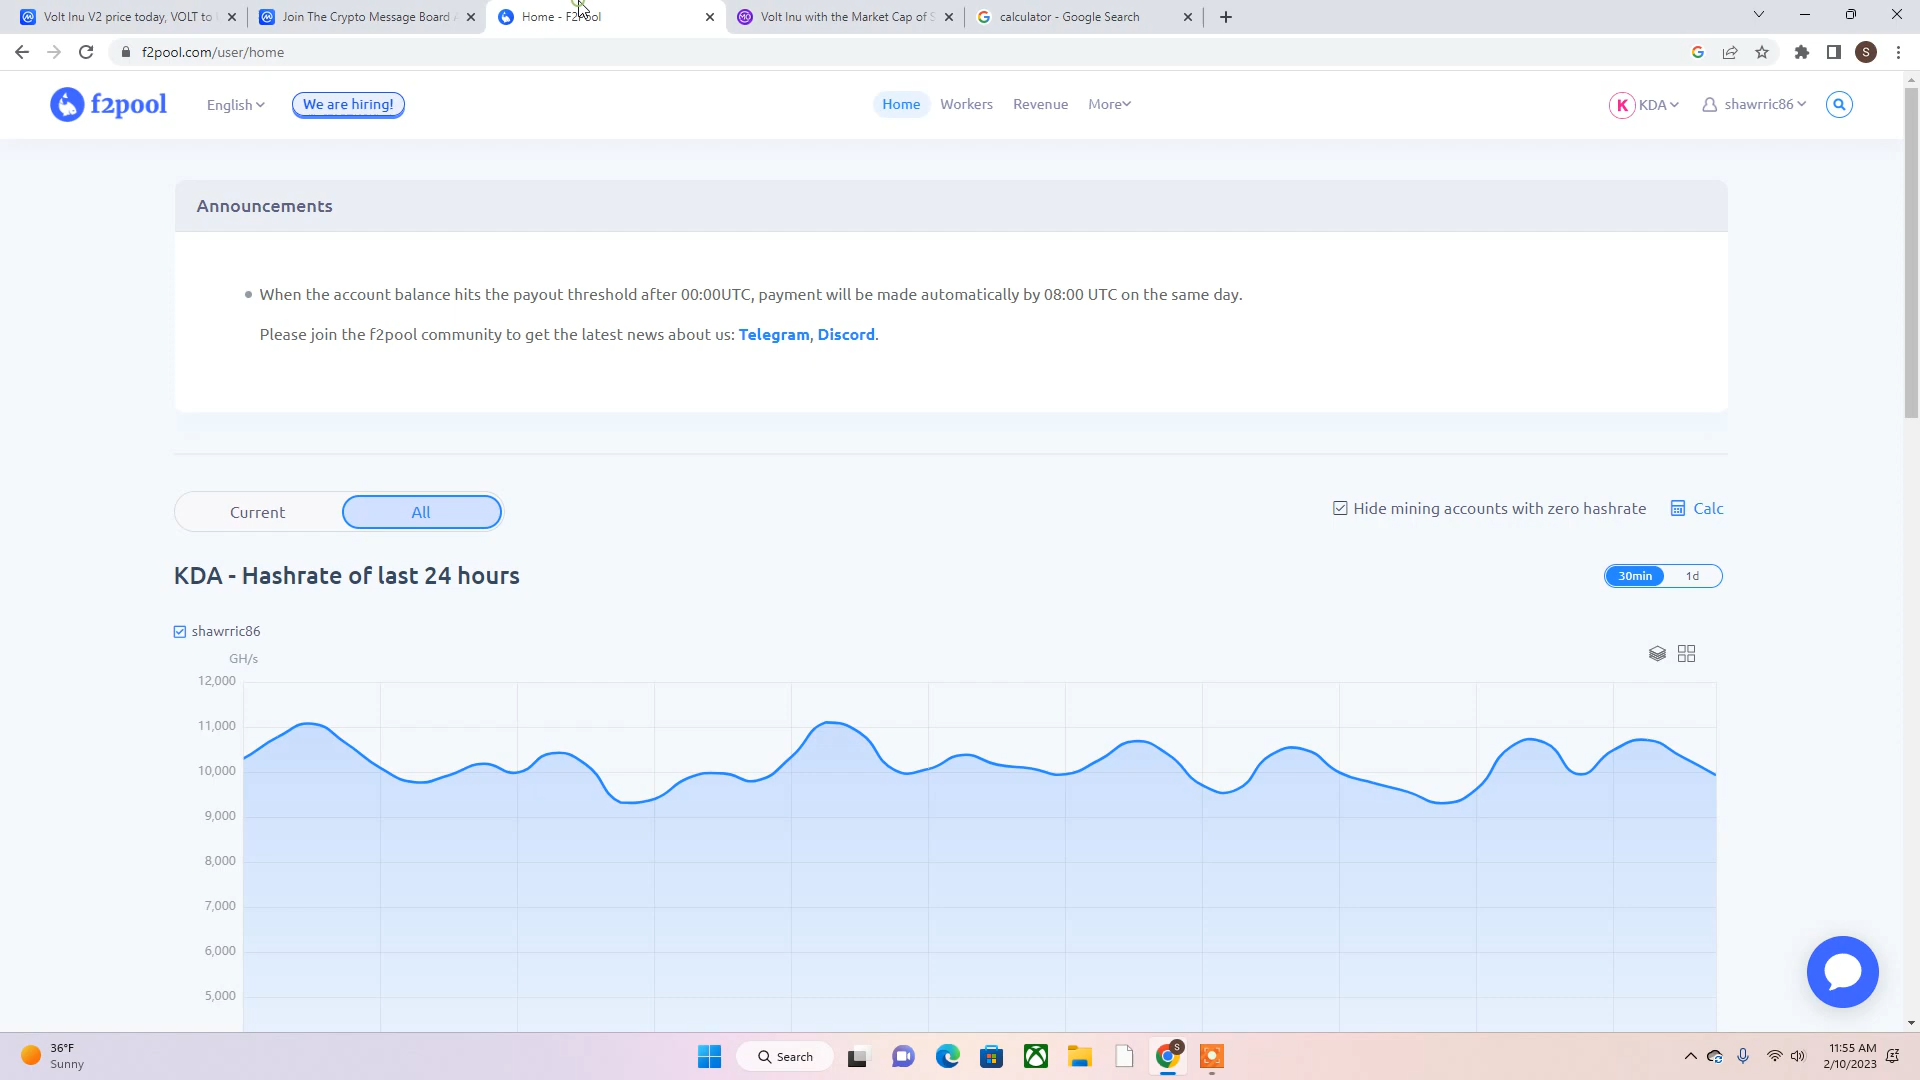 Volt Inu V2 price today, VOLT to
Join The Crypto Message Board
Home - F2Pool
Volt Inu with the Market Cap of S
calculator - Google Search
f2pool.com/user/home
S
f2pool
English
We are hiring!
Home
Workers
Revenue
More
K
KDA
shawrric86
Announcements
When the account balance hits the payout threshold after 00:00UTC, payment will be made automatically by 08:00 UTC on the same day.
Please join the f2pool community to get the latest news about us: Telegram, Discord.
Current
All
Hide mining accounts with zero hashrate
Calc
KDA - Hashrate of last 24 hours
30min
1d
shawrric86
GH/s
12,000
11,000
10,000
9,000
8,000
7,000
6,000
5,000
36°F
Sunny
Search
S
11:55 AM
2/10/2023